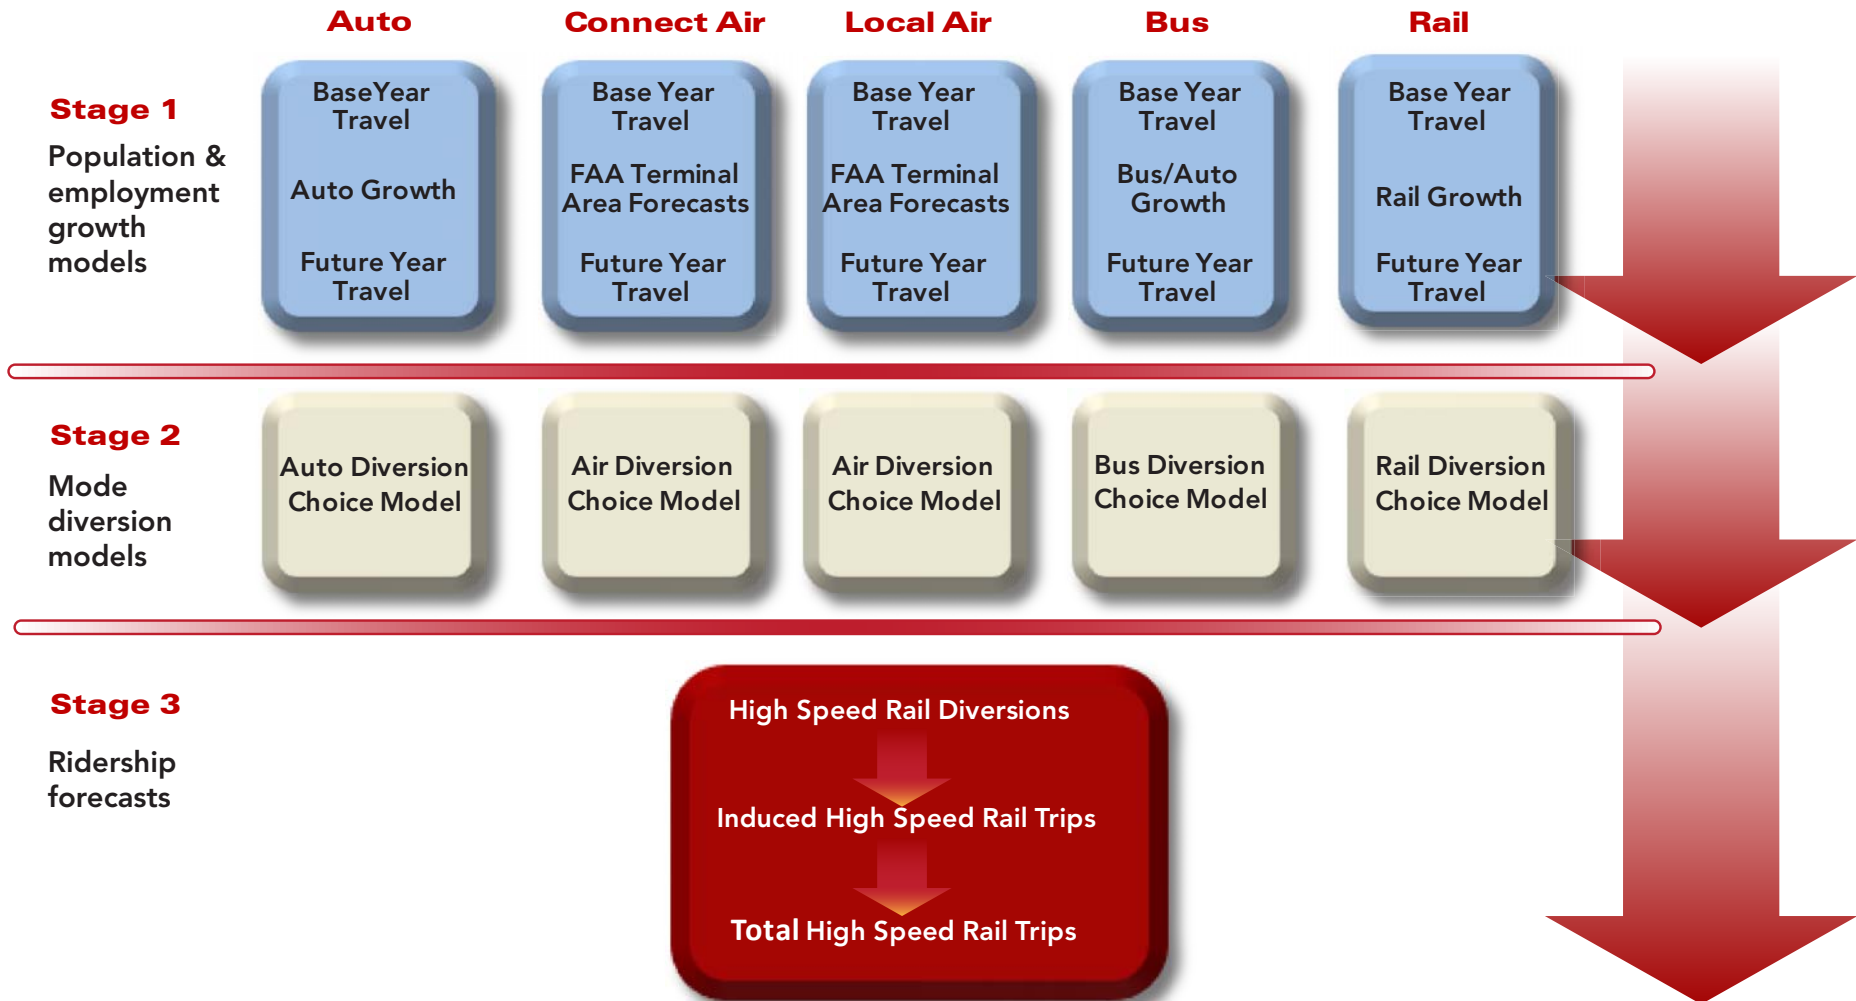 Auto
Connect Air
Local Air
Bus
Rail
Stage 1
Population &
employment
growth
models
BaseYear
Travel
Auto Growth
Future Year
Travel
Base Year
Travel
FAA Terminal
Area Forecasts
Future Year
Travel
Base Year
Travel
FAA Terminal
Area Forecasts
Future Year
Travel
Base Year
Travel
Bus/Auto
Growth
Future Year
Travel
Base Year
Travel
Rail Growth
Future Year
Travel
Stage 2
Mode
diversion
models
Auto Diversion
Choice Model
Air Diversion
Choice Model
Air Diversion
Choice Model
Bus Diversion
Choice Model
Rail Diversion
Choice Model
Stage 3
Ridership
forecasts
High Speed Rail Diversions
Induced High Speed Rail Trips
Total High Speed Rail Trips